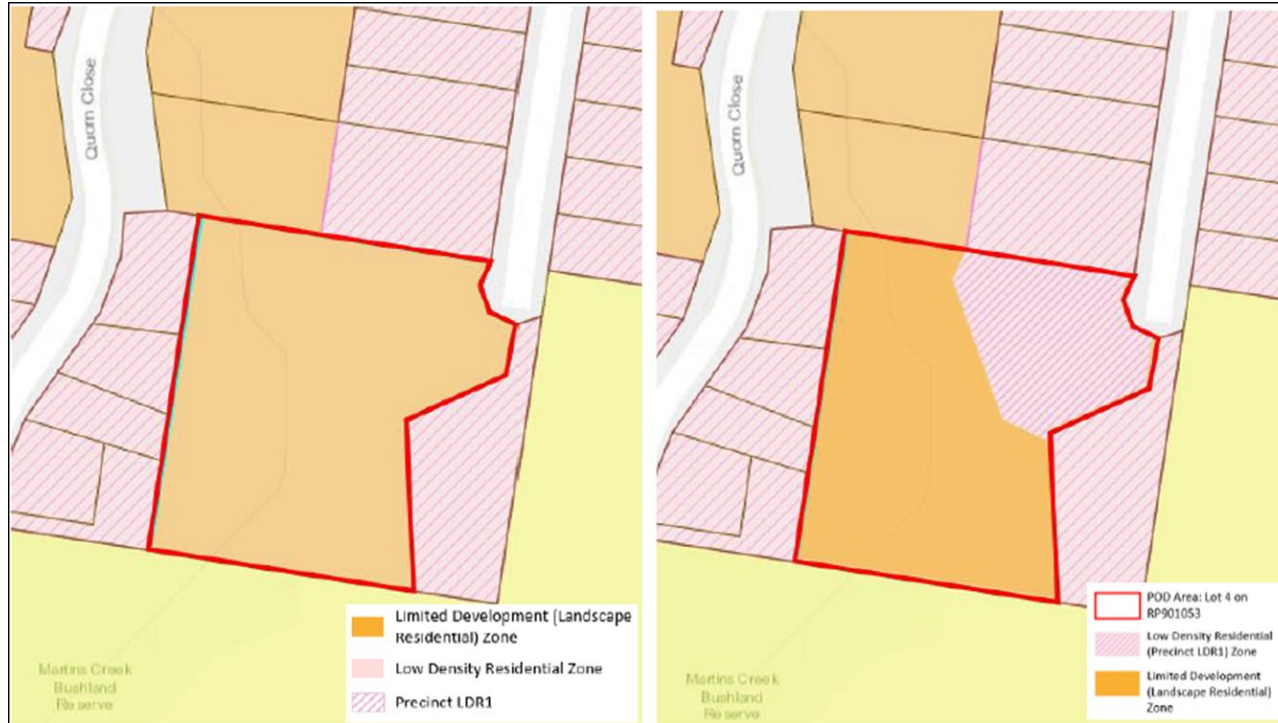 Quorn Close
Limited Development (Landscape
Residential) Zone
Low Density Residential Zone
Precinct LDR1
Martins Creek
Bushland
Reserve
Quorn Close
POD Area: Lot 4 on
RP901053
Low Density Residential
(Precinct LDR1) Zone
Limited Development
(Landscape Residential)
Zone
Martins Creek
Bushland
Reserve